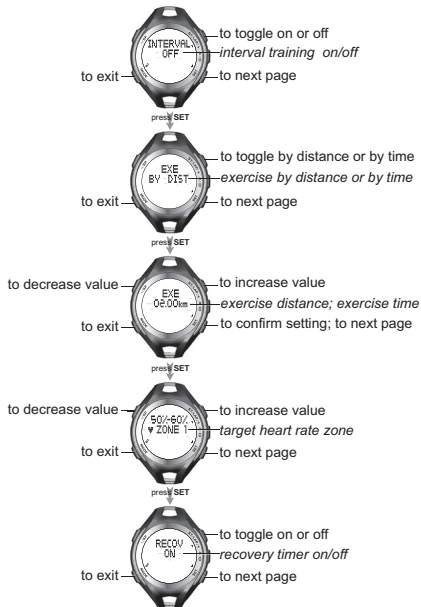 INTERVAL
OFF
to toggle on or off
interval training on/off
to exit
to next page
press SET
EXE
BY DIST
to toggle by distance or by time
exercise by distance or by time
to exit
to next page
press SET
to decrease value
EXE
02.00km
to increase value
exercise distance; exercise time
to exit
to confirm setting; to next page
press SET
to decrease value
50%-60%
ZONE 1
to increase value
target heart rate zone
to exit
to next page
press SET
RECOV
ON
to toggle on or off
recovery timer on/off
to exit
to next page